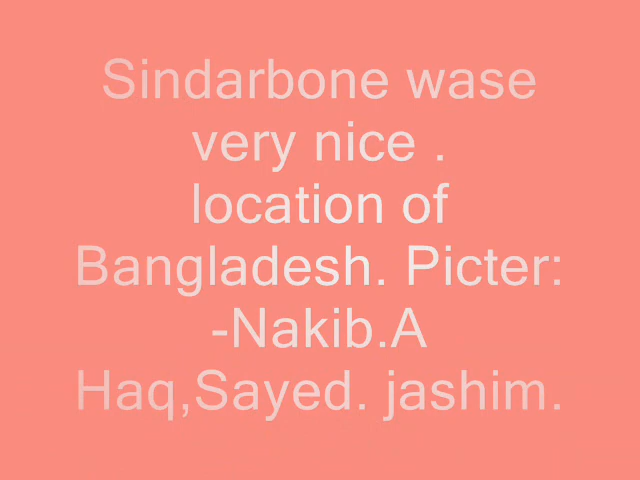 Sindarbone wase
very nice .
location of
Bangladesh. Picter:
-Nakib.A
Haq,Sayed. jashim.